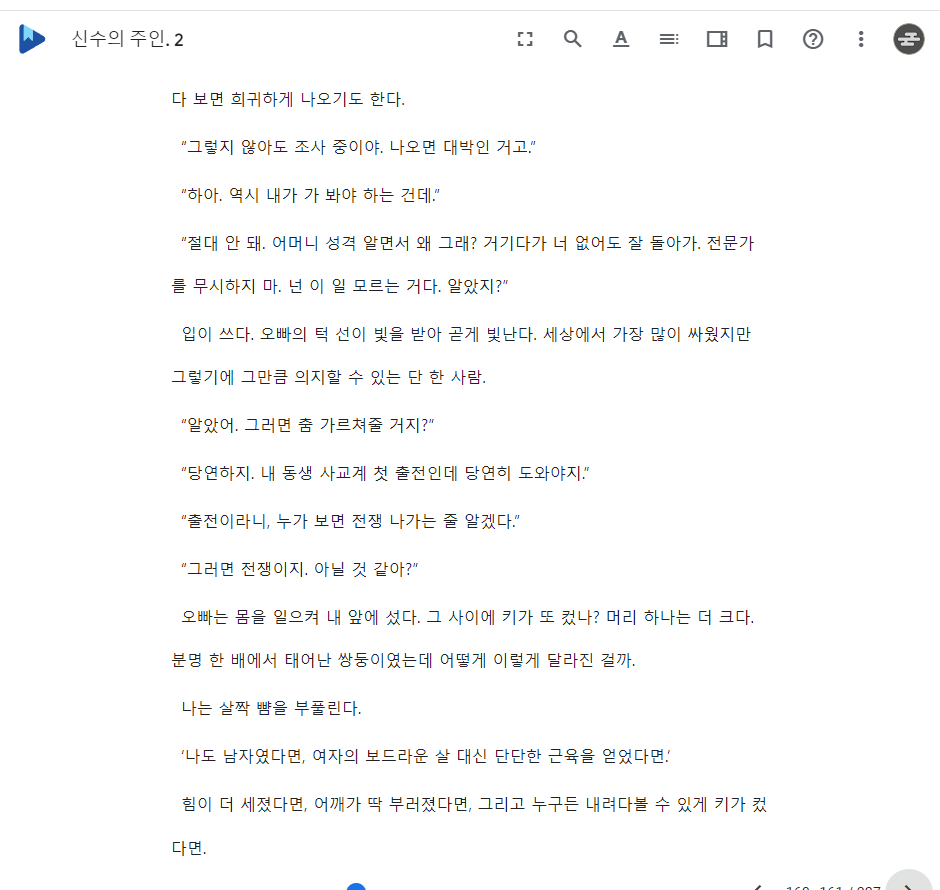 신수의 주인. 2
다 보면 희귀하게 나오기도 한다.
"그렇지 않아도 조사 중이야. 나오면 대박인 거고."
"하아. 역시 내가 가 봐야 하는 건데."
"절대 안 돼. 어머니 성격 알면서 왜 그래? 거기다가 너 없어도 잘 돌아가. 전문가
를 무시하지 마. 넌 이 일 모르는 거다. 알았지?"
입이 쓰다. 오빠의 턱 선이 빛을 받아 곧게 빛난다. 세상에서 가장 많이 싸웠지만
그렇기에 그만큼 의지할 수 있는 단 한 사람.
"알았어. 그러면 춤 가르쳐줄 거지?"
"당연하지. 내 동생 사교계 첫 출전인데 당연히 도와야지."
"출전이라니, 누가 보면 전쟁 나가는 줄 알겠다."
"그러면 전쟁이지. 아닐 것 같아?"
오빠는 몸을 일으켜 내 앞에 섰다. 그 사이에 키가 또 컸나? 머리 하나는 더 크다.
분명 한 배에서 태어난 쌍둥이였는데 어떻게 이렇게 달라진 걸까.
나는 살짝 뺨을 부풀린다.
'나도 남자였다면, 여자의 보드라운 살 대신 단단한 근육을 얻었다면.'
힘이 더 세졌다면, 어깨가 딱 부러졌다면, 그리고 누구든 내려다볼 수 있게 키가 컸
다면.